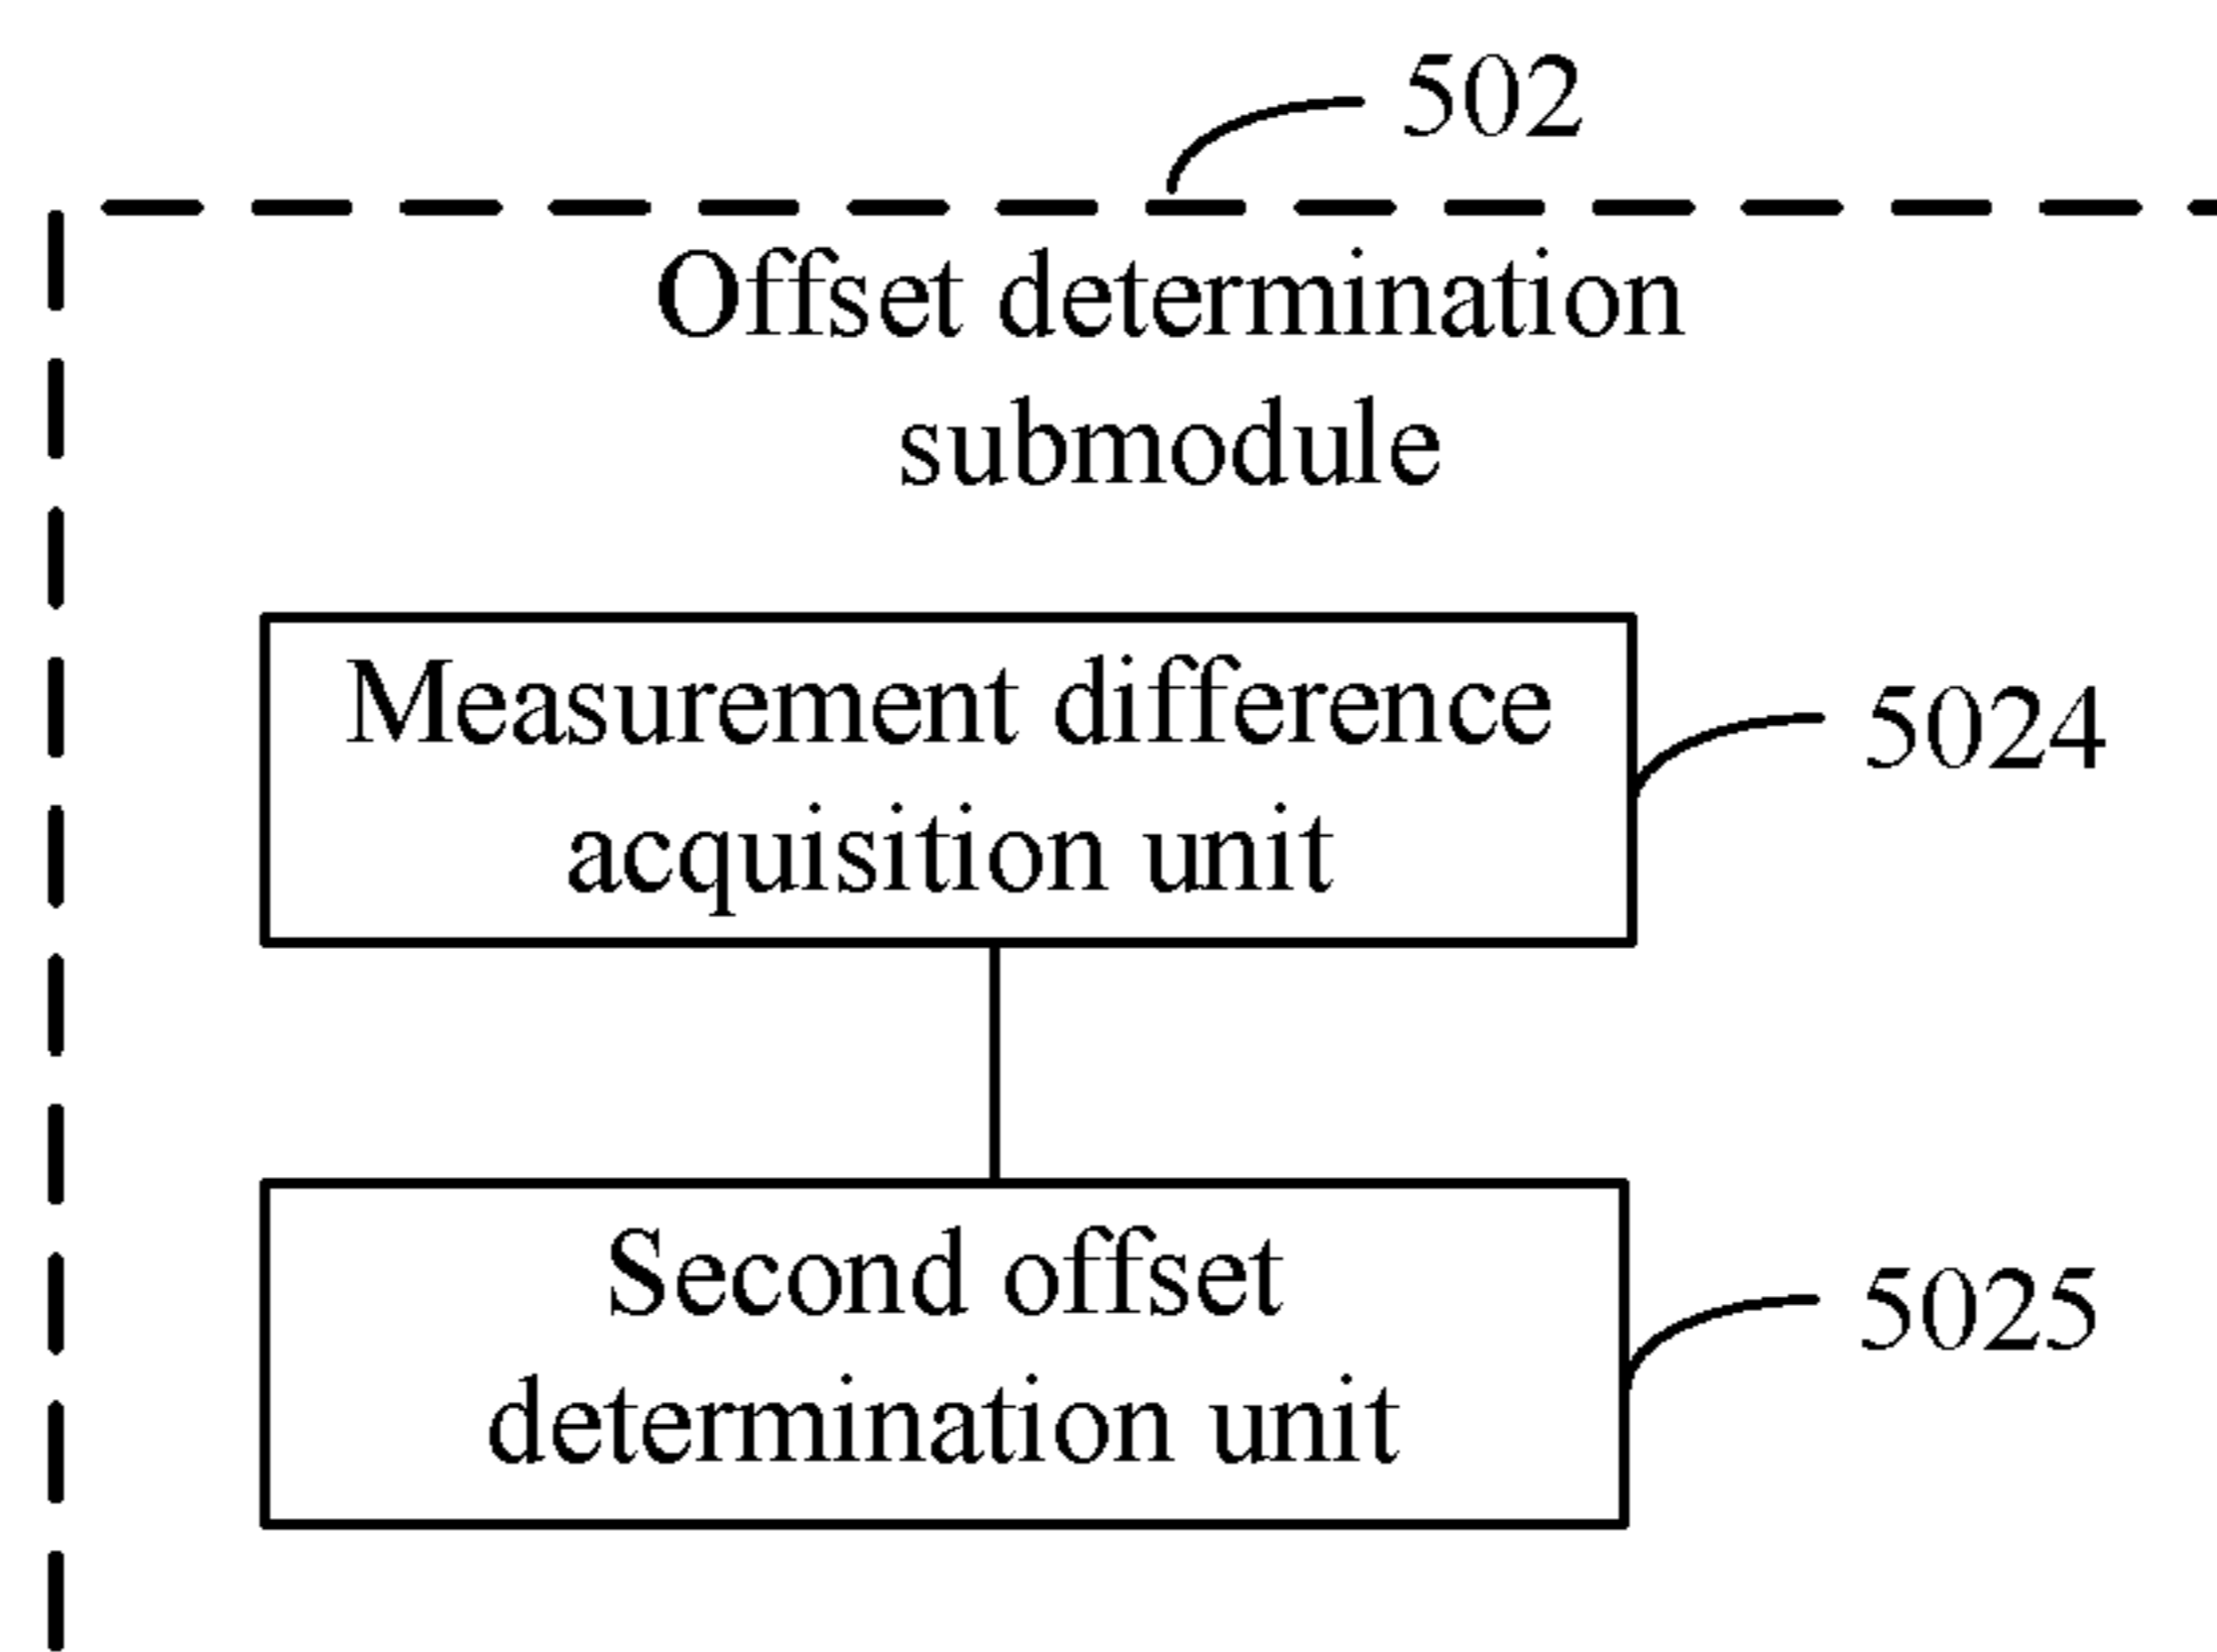 502
Offset determination
submodule
Measurement difference
acquisition unit
5024
Second offset
determination unit
5025